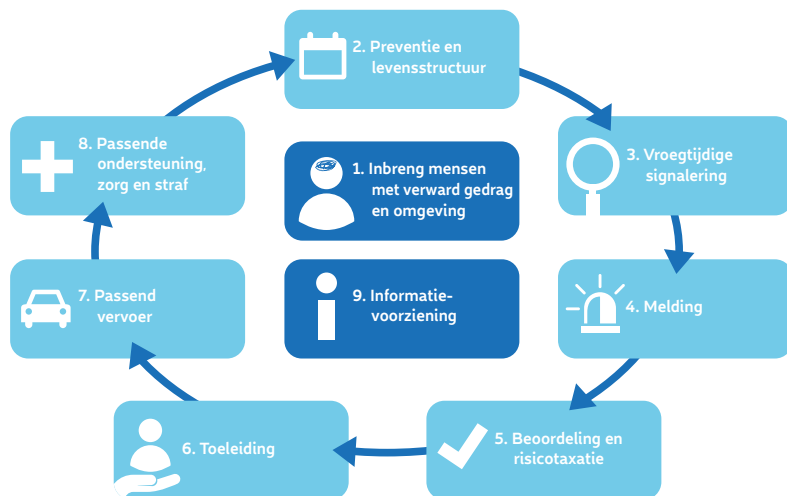 2. Preventie en
levensstructuur
8. Passende
ondersteuning,
zorg en straf
1. Inbreng mensen
met verward gedrag
en omgeving
3. Vroegtijdige
signalering
7. Passend
vervoer
9. Informatie-
voorziening
4. Melding
6. Toeleiding
5. Beoordeling en
risicotaxatie